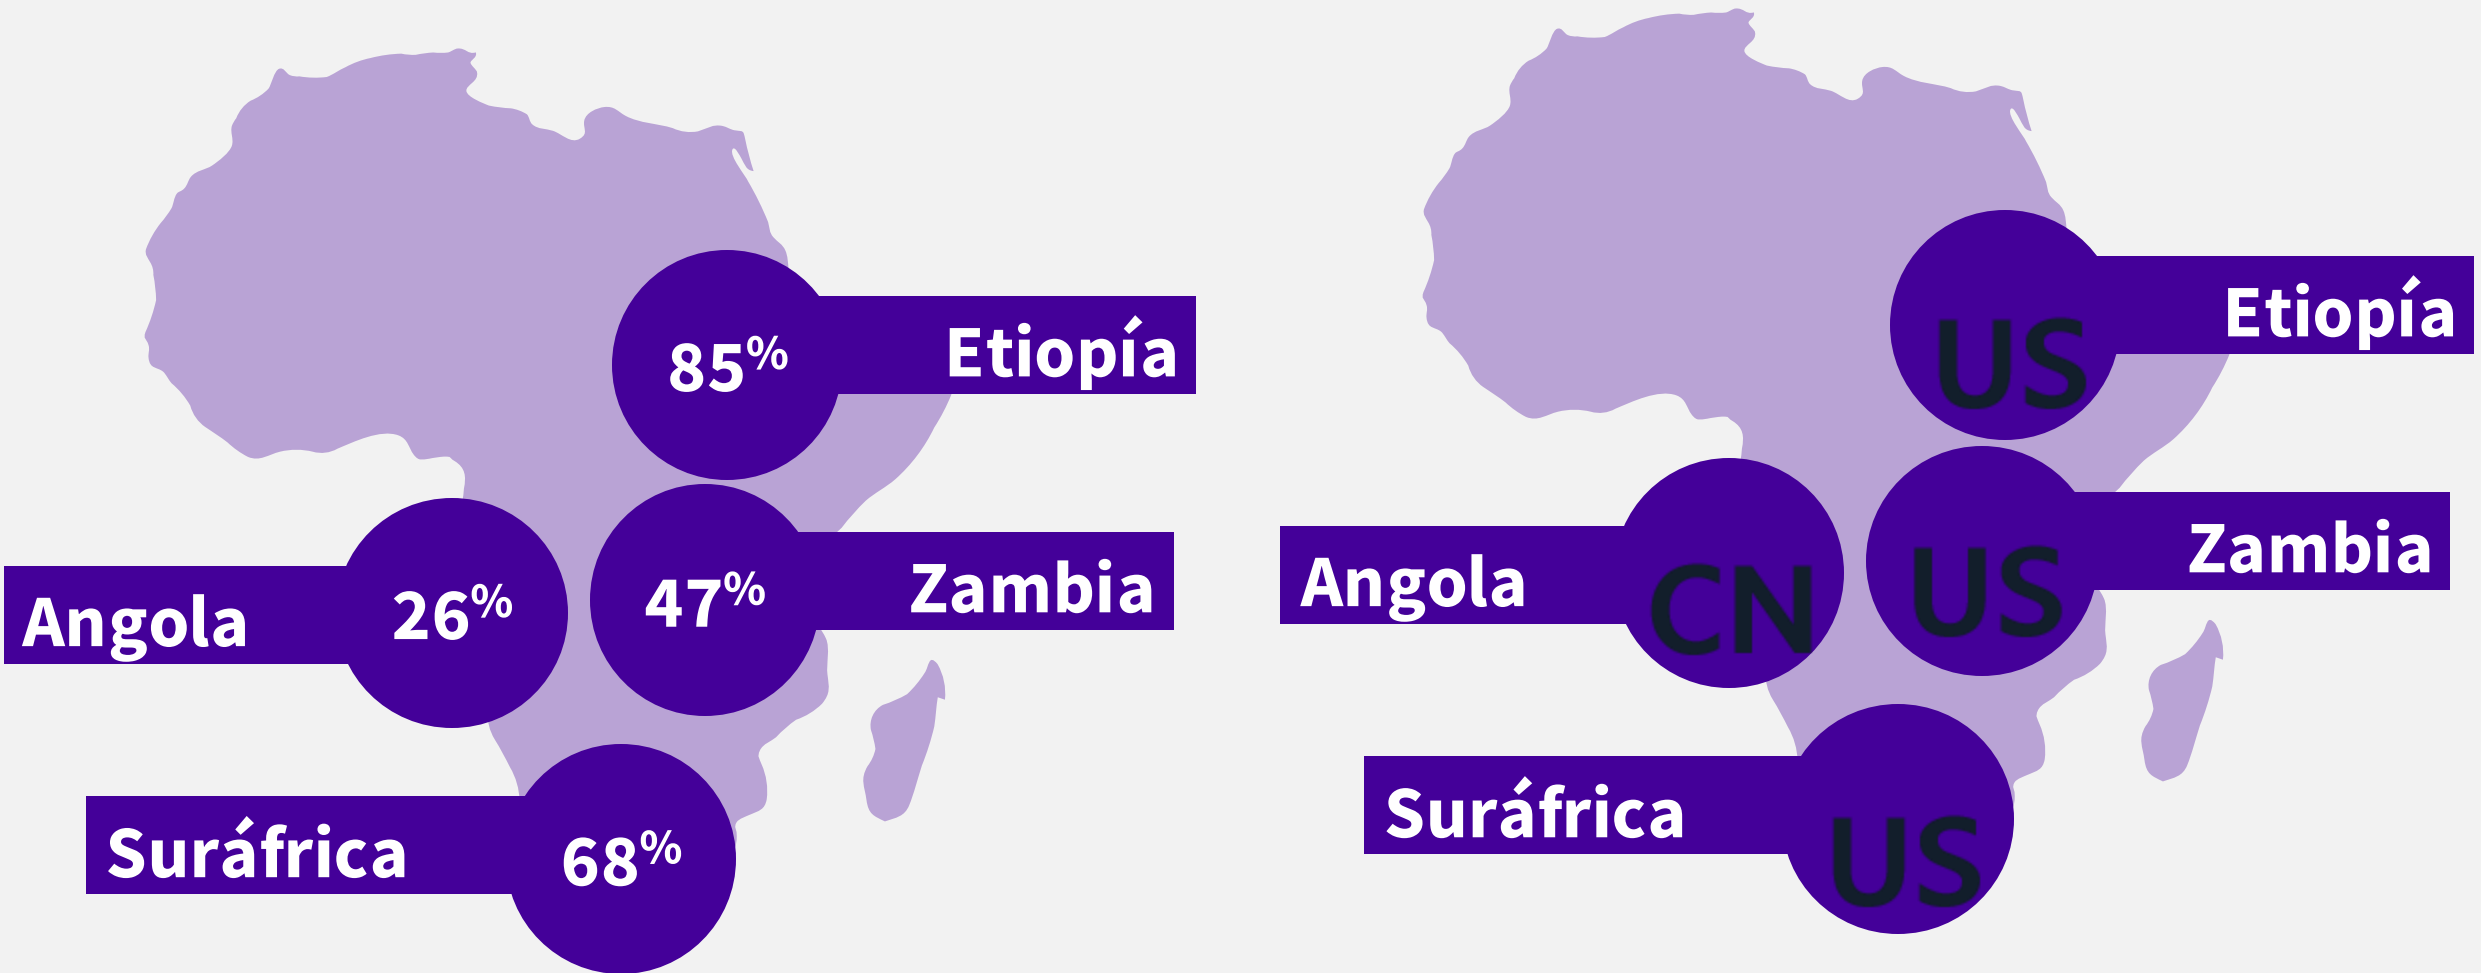 85% Etiopía
47% Zambia
Angola 26%
Suráfrica 68%
US Etiopía
US Zambia
Angola CN
Suráfrica US